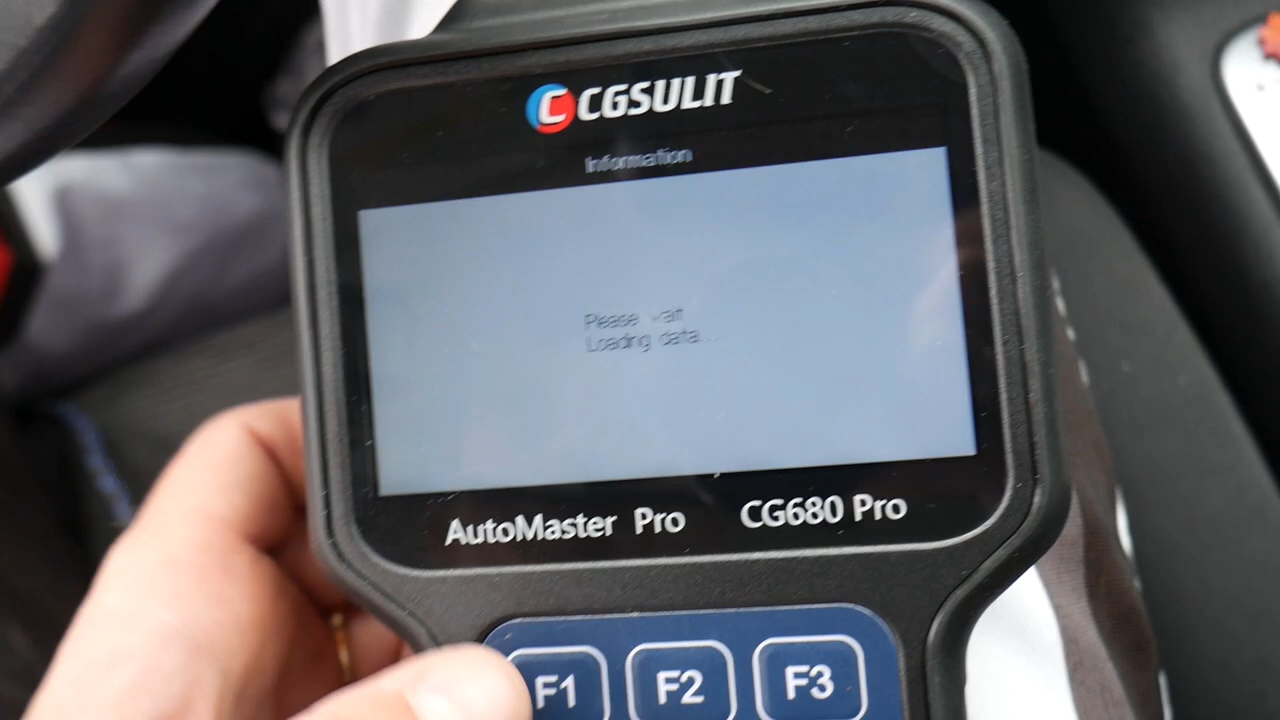 CGSULIT
Information
Please wait
Loading data...
AutoMaster Pro CG680 Pro
F1 F2 F3